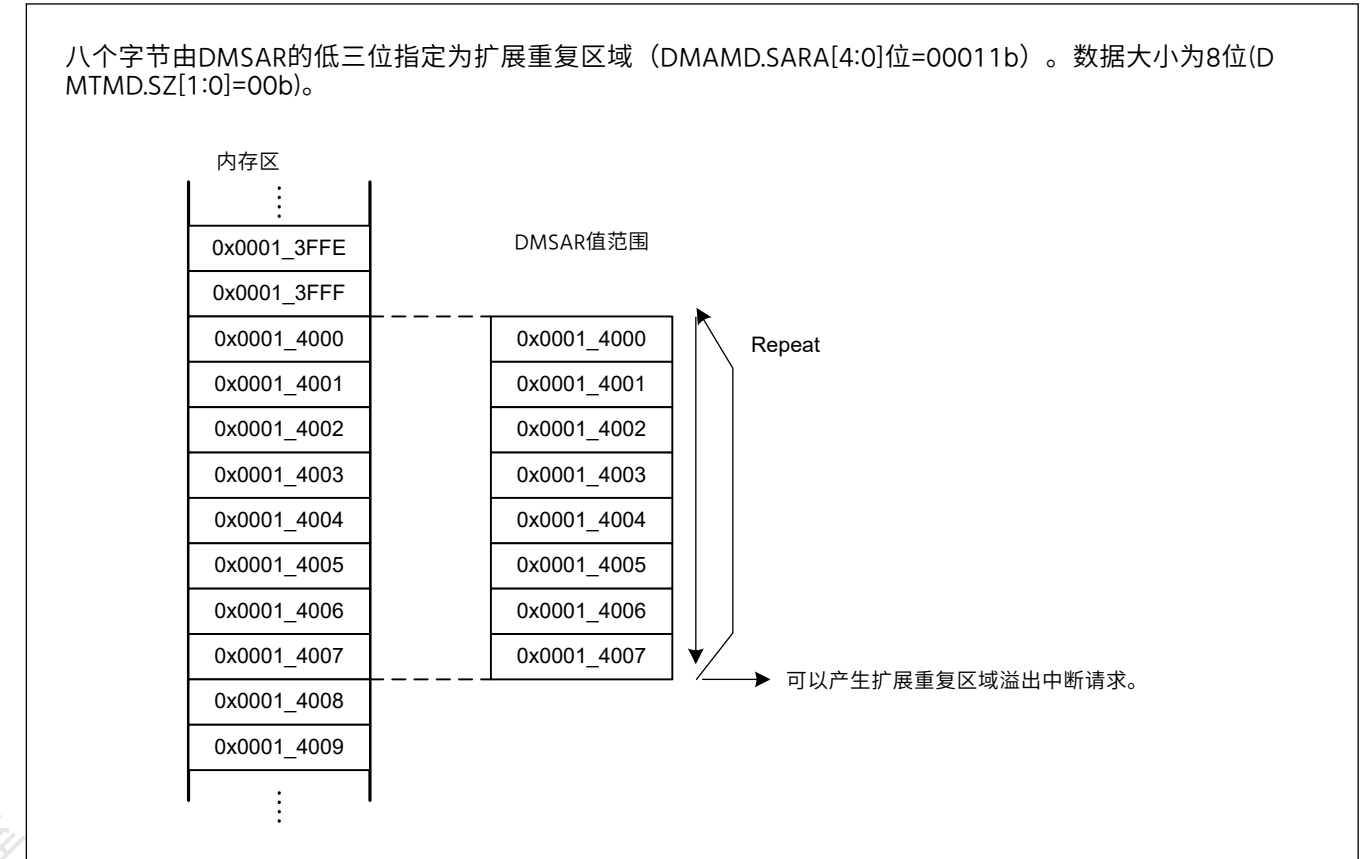 八个字节由DMSAR的低三位指定为扩展重复区域（DMAMD.SARA[4:0]位=00011b）。数据大小为8位(D
MTMD.SZ[1:0]=00b)。
内存区
DMSAR值范围
0x0001_3FFE
0x0001_3FFF
0x0001_4000 0x0001_4000 Repeat
0x0001_4001 0x0001_4001
0x0001_4002 0x0001_4002
0x0001_4003 0x0001_4003
0x0001_4004 0x0001_4004
0x0001_4005 0x0001_4005
0x0001_4006 0x0001_4006
0x0001_4007 0x0001_4007
可以产生扩展重复区域溢出中断请求。
0x0001_4008
0x0001_4009